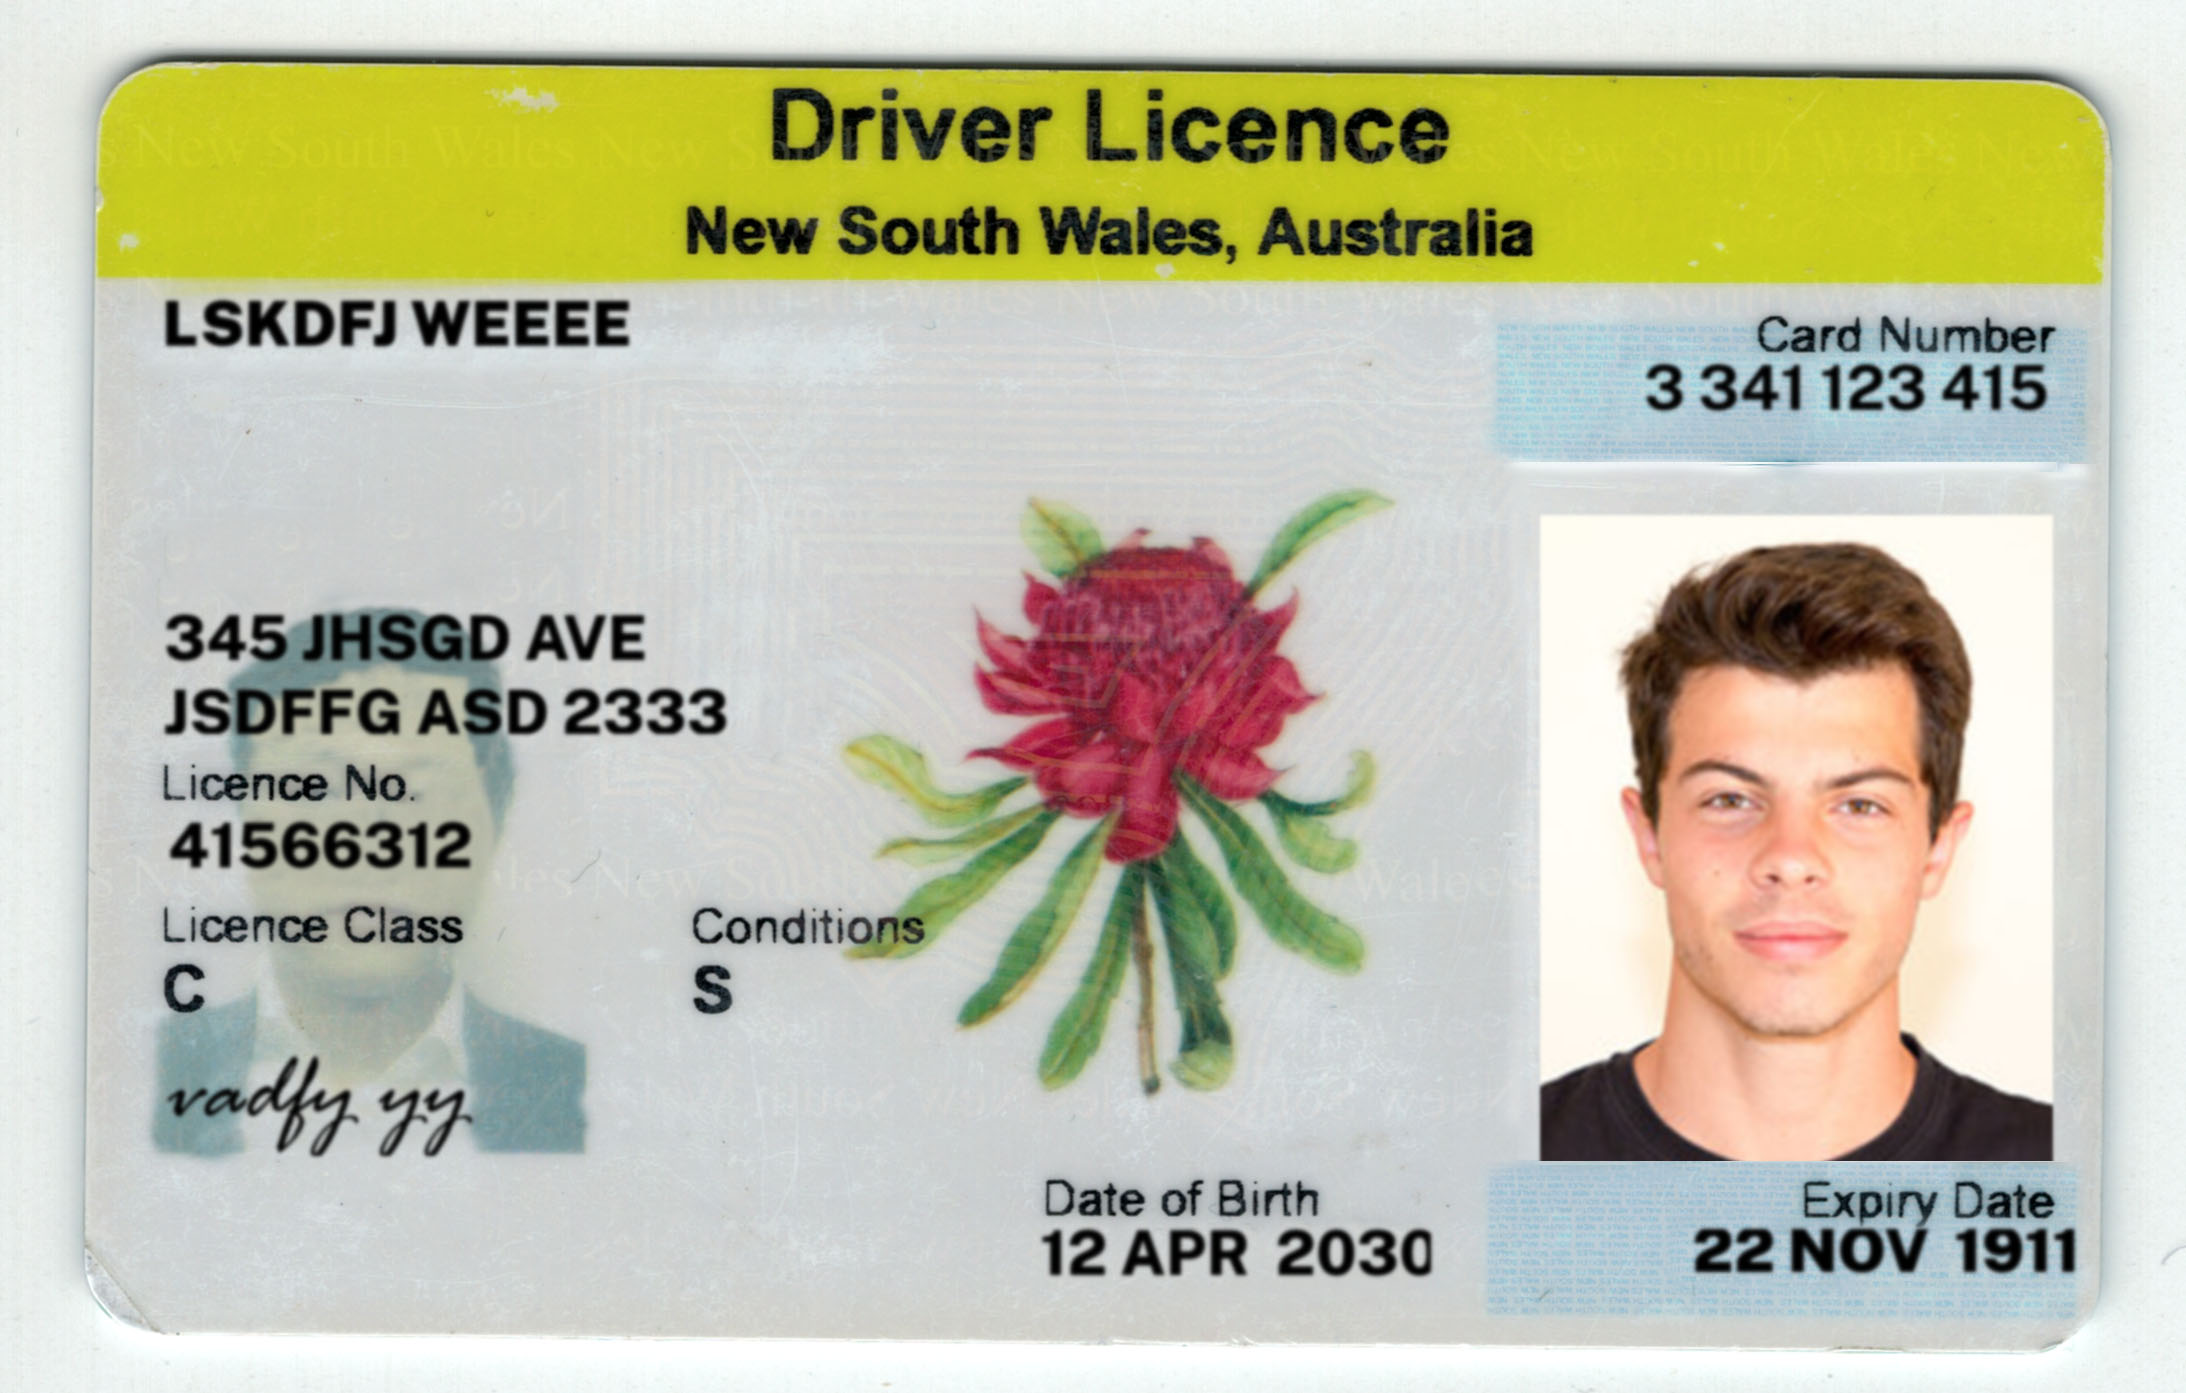 Driver Licence
New South Wales, Australia
LSKDFJ WEEEE
Card Number
3 341 123 415
345 JHSGD AVE
JSDFFG ASD 2333
Licence No.
41566312
Licence Class
Conditions
C
S
vadfy yy
Date of Birth
12 APR 2030
Expiry Date
22 NOV 1911